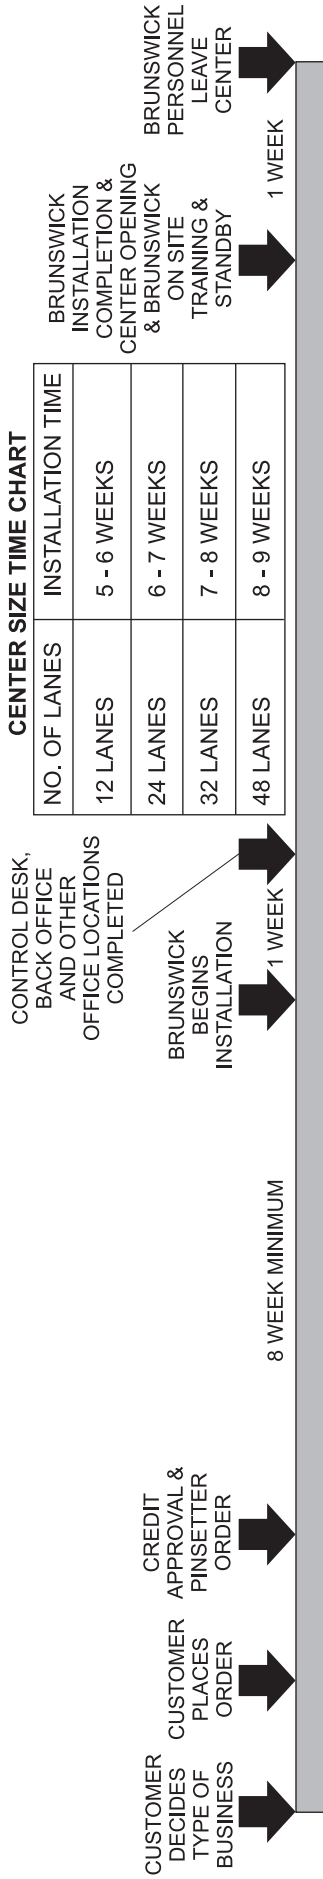 CUSTOMER
DECIDES
TYPE OF
BUSINESS
CUSTOMER
PLACES
ORDER
CREDIT
APPROVAL &
PINSETTER
ORDER
8 WEEK MINIMUM
BRUNSWICK
BEGINS
INSTALLATION
1 WEEK
CONTROL DESK,
BACK OFFICE
AND OTHER
OFFICE LOCATIONS
COMPLETED
CENTER SIZE TIME CHART
NO. OF LANES INSTALLATION TIME
12 LANES 5 - 6 WEEKS
24 LANES 6 - 7 WEEKS
32 LANES 7 - 8 WEEKS
48 LANES 8 - 9 WEEKS
BRUNSWICK
INSTALLATION
COMPLETION &
CENTER OPENING
& BRUNSWICK
ON SITE
TRAINING &
STANDBY
1 WEEK
BRUNSWICK
PERSONNEL
LEAVE
CENTER